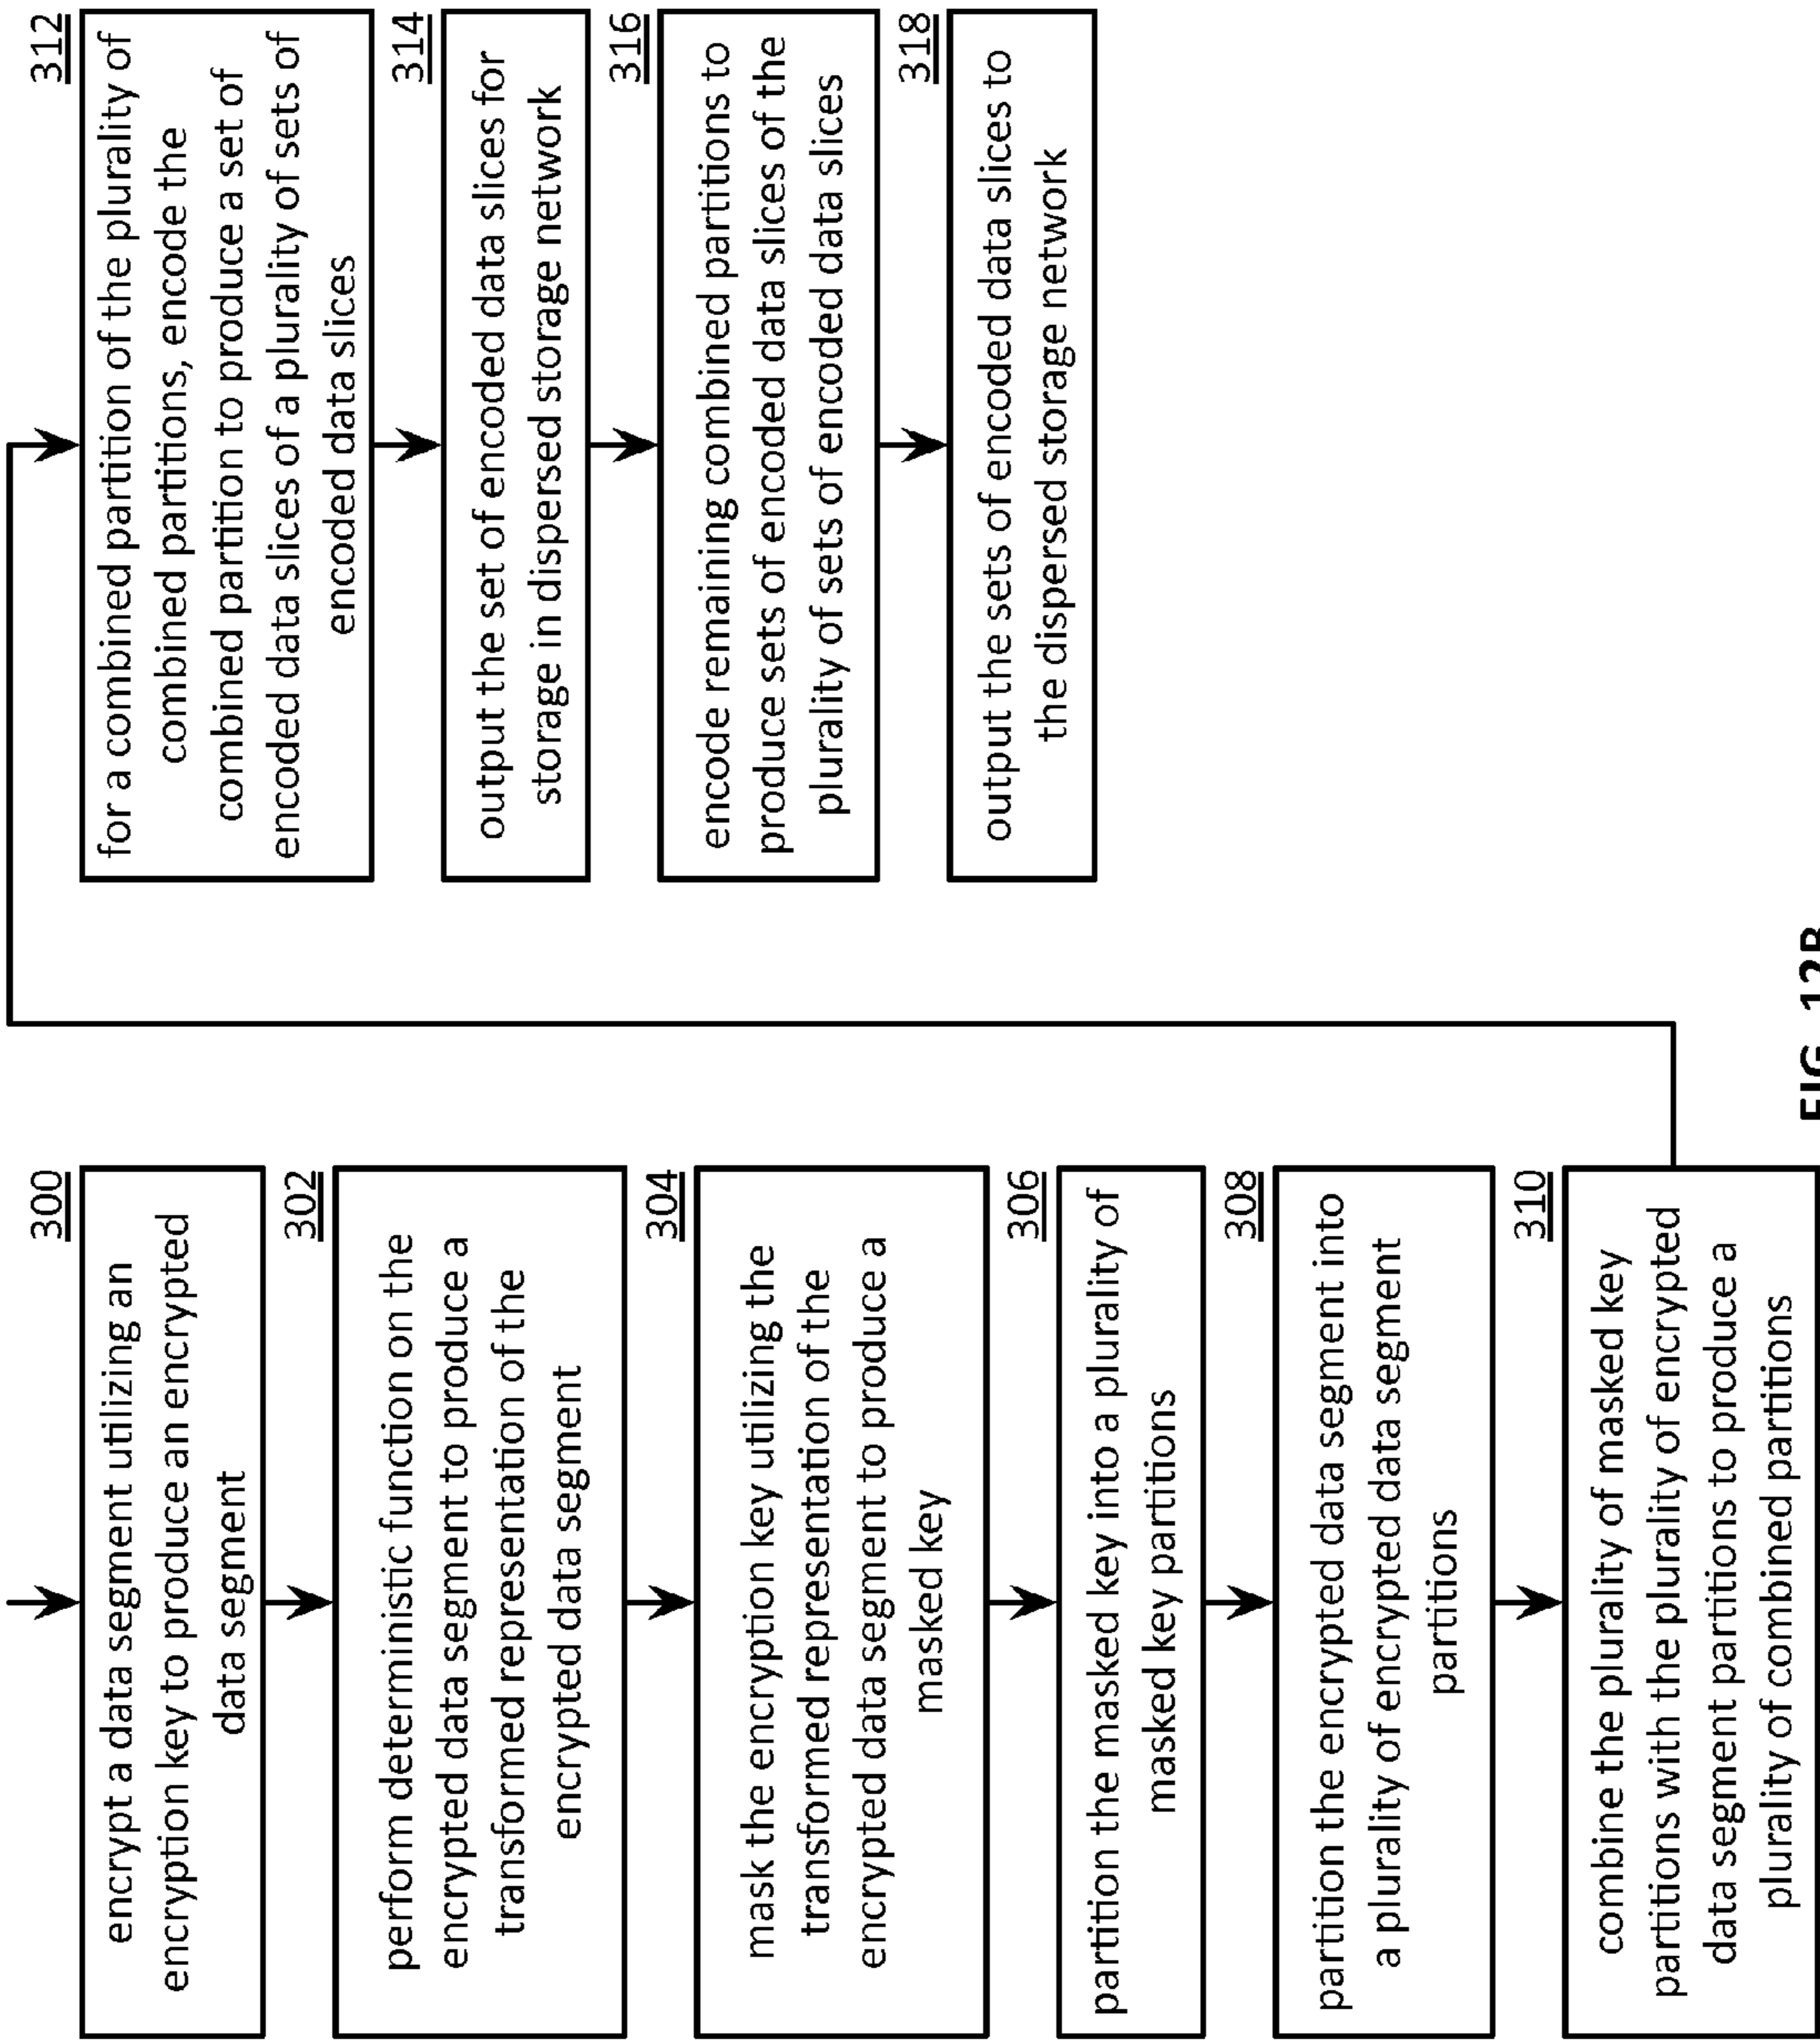 300
encrypt a data segment utilizing an
encryption key to produce an encrypted
data segment
302
perform deterministic function on the
encrypted data segment to produce a
transformed representation of the
encrypted data segment
304
mask the encryption key utilizing the
transformed representation of the
encrypted data segment to produce a
masked key
306
partition the masked key into a plurality of
masked key partitions
308
partition the encrypted data segment into
a plurality of encrypted data segment
partitions
310
combine the plurality of masked key
partitions with the plurality of encrypted
data segment partitions to produce a
plurality of combined partitions
312
for a combined partition of the plurality of
combined partitions, encode the
combined partition to produce a set of
encoded data slices of a plurality of sets of
encoded data slices
314
output the set of encoded data slices for
storage in dispersed storage network
316
encode remaining combined partitions to
produce sets of encoded data slices of the
plurality of sets of encoded data slices
318
output the sets of encoded data slices to
the dispersed storage network
FIG. 12B